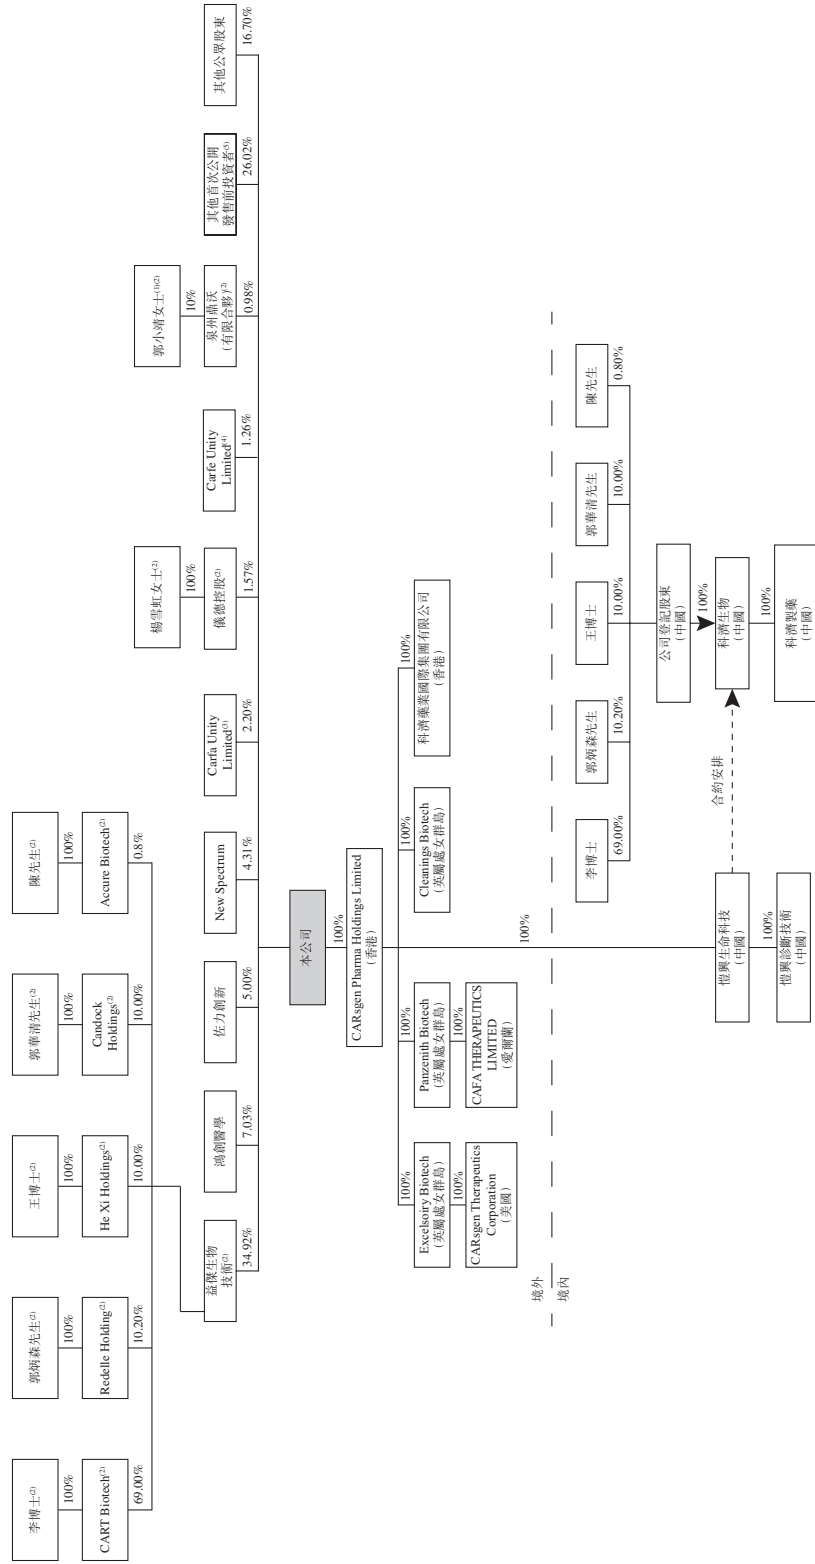 李博士(2)
郭炳森先生(2)
王博士(2)
郭華清先生(2)
陳先生(2)
100%
100%
100%
100%
100%
CART Biotech(2)
Redelle Holding(2)
He Xi Holdings(2)
Candock
Holdings(2)
Accure Biotech(2)
69.00%
10.20%
10.00%
10.00%
0.8%
楊雪虹女士(2)
郭小靖女士(1)(2)
100%
10%
益傑生物
技術(2)
鴻創醫學
佐力創新
New Spectrum
Carfa Unity
Limited(3)
儀德控股(2)
Carfe Unity
Limited(4)
泉州鼎沃
(有限合夥)(2)
其他首次公開
發售前投資者(5)
其他公眾股東
34.92%
7.03%
5.00%
4.31%
2.20%
1.57%
1.26%
0.98%
26.02%
16.70%
本公司
100%
CARsgen Pharma Holdings Limited
(香港)
100%
100%
100%
100%
Excelsoiry Biotech
(英屬處女群島)
Panzenith Biotech
(英屬處女群島)
Cleanings Biotech
(英屬處女群島)
科濟藥業國際集團有限公司
(香港)
100%
100%
CARsgen Therapeutics
Corporation
(美國)
CAFA THERAPEUTICS
LIMITED
(愛爾蘭)
100%
境外
境內
李博士
郭炳森先生
王博士
郭華清先生
陳先生
69.00%
10.20%
10.00%
10.00%
0.80%
公司登記股東
(中國)
100%
愷興生命科技
(中國)
合約安排
科濟生物
(中國)
100%
100%
愷興診斷技術
(中國)
科濟製藥
(中國)